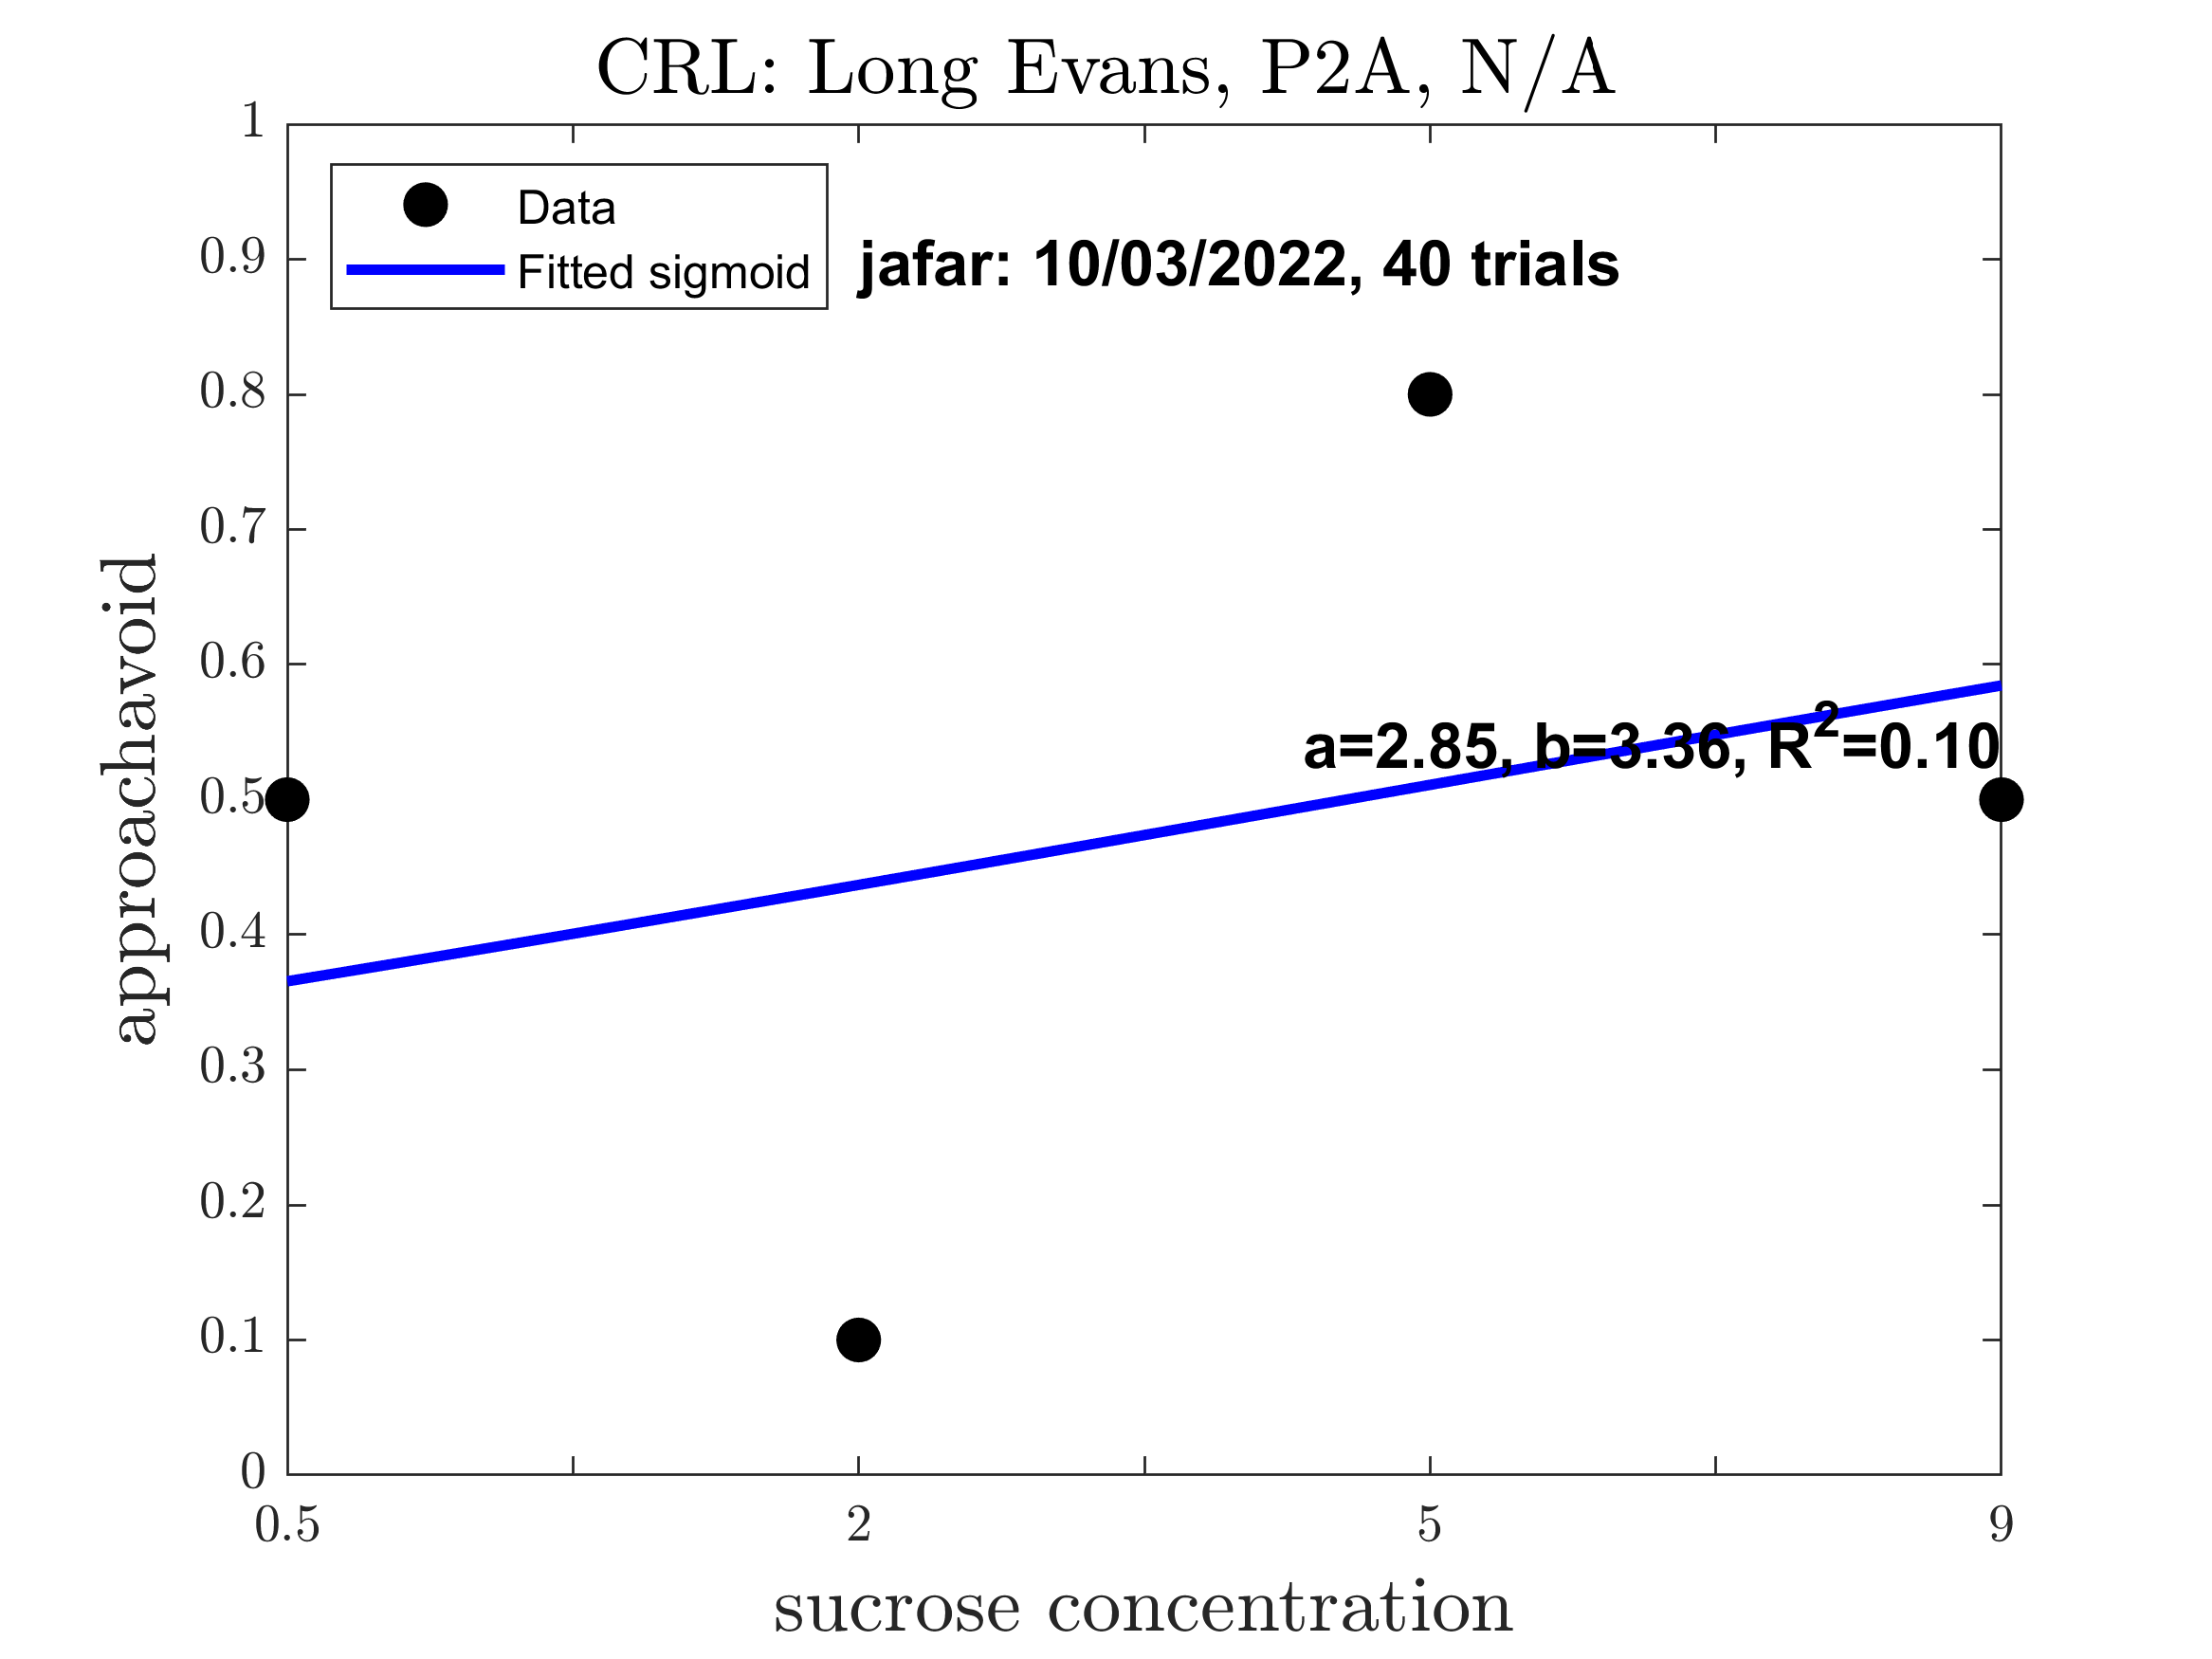 CRL: Long Evans, P2A, N/A
1
Data
Fitted sigmoid
jafar: 10/03/2022, 40 trials
0.9
0.8
0.7
0.6
a=2.85, b=3.36, R²=0.10
0.5
0.4
0.3
0.2
0.1
0
approachavoid
0.5 2 5 9
sucrose concentration